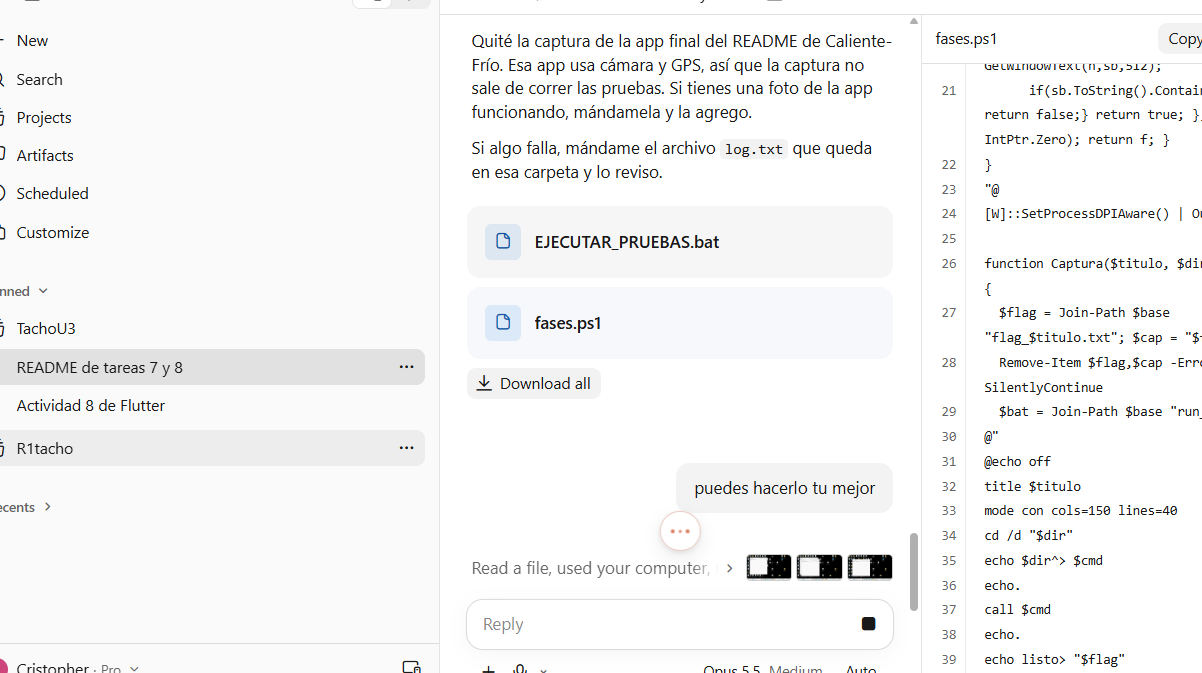 New
Search
Projects
Artifacts
Scheduled
Customize
nned
TachoU3
README de tareas 7 y 8
Actividad 8 de Flutter
R1tacho
ecents
Cristopher · Pro
Quité la captura de la app final del README de Caliente-
Frío. Esa app usa cámara y GPS, así que la captura no
sale de correr las pruebas. Si tienes una foto de la app
funcionando, mándamela y la agrego.
Si algo falla, mándame el archivo log.txt que queda
en esa carpeta y lo reviso.
EJECUTAR_PRUEBAS.bat
fases.ps1
Download all
puedes hacerlo tu mejor
Read a file, used your computer,
Reply
Opus 5.5 Medium Auto
fases.ps1
Copy
GetWindowText(h,sb,512);
21 if(sb.ToString().Contain
return false;} return true; },
IntPtr.Zero); return f; }
22 }
23 "@
24 [W]::SetProcessDPIAware() | Ou
25
26 function Captura($titulo, $dir
{
27 $flag = Join-Path $base
"flag_$titulo.txt"; $cap = "$
28 Remove-Item $flag,$cap -Erro
SilentlyContinue
29 $bat = Join-Path $base "run_
30 @"
31 @echo off
32 title $titulo
33 mode con cols=150 lines=40
34 cd /d "$dir"
35 echo $dir^> $cmd
36 echo.
37 call $cmd
38 echo.
39 echo listo> "$flag"